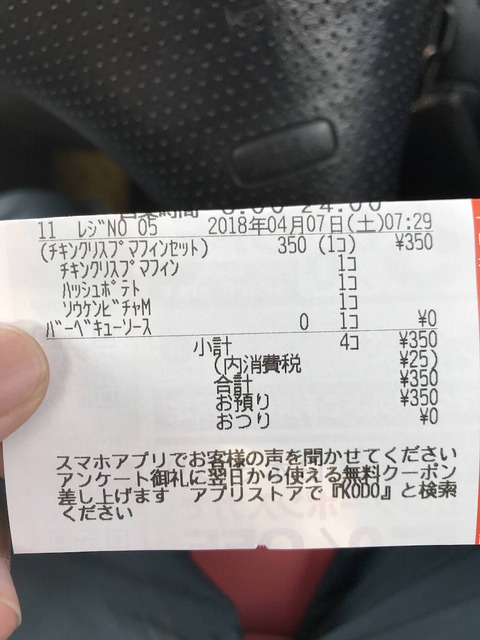 11 レジNO 05 2018年04月07日(土)07:29
(チキンクリスプマフィンセット) 350 (1コ) ¥350
チキンクリスプマフィン 1コ
ハッシュポテト 1コ
ソウケンビチャM 1コ
バーベキューソース 0 1コ ¥0
小計 4コ ¥350
(内消費税 ¥25)
合計 ¥350
お預り ¥350
おつり ¥0
スマホアプリでお客様の声を聞かせてください
アンケート御礼に翌日から使える無料クーポン
差し上げます アプリストアで『KODO』と検索
ください